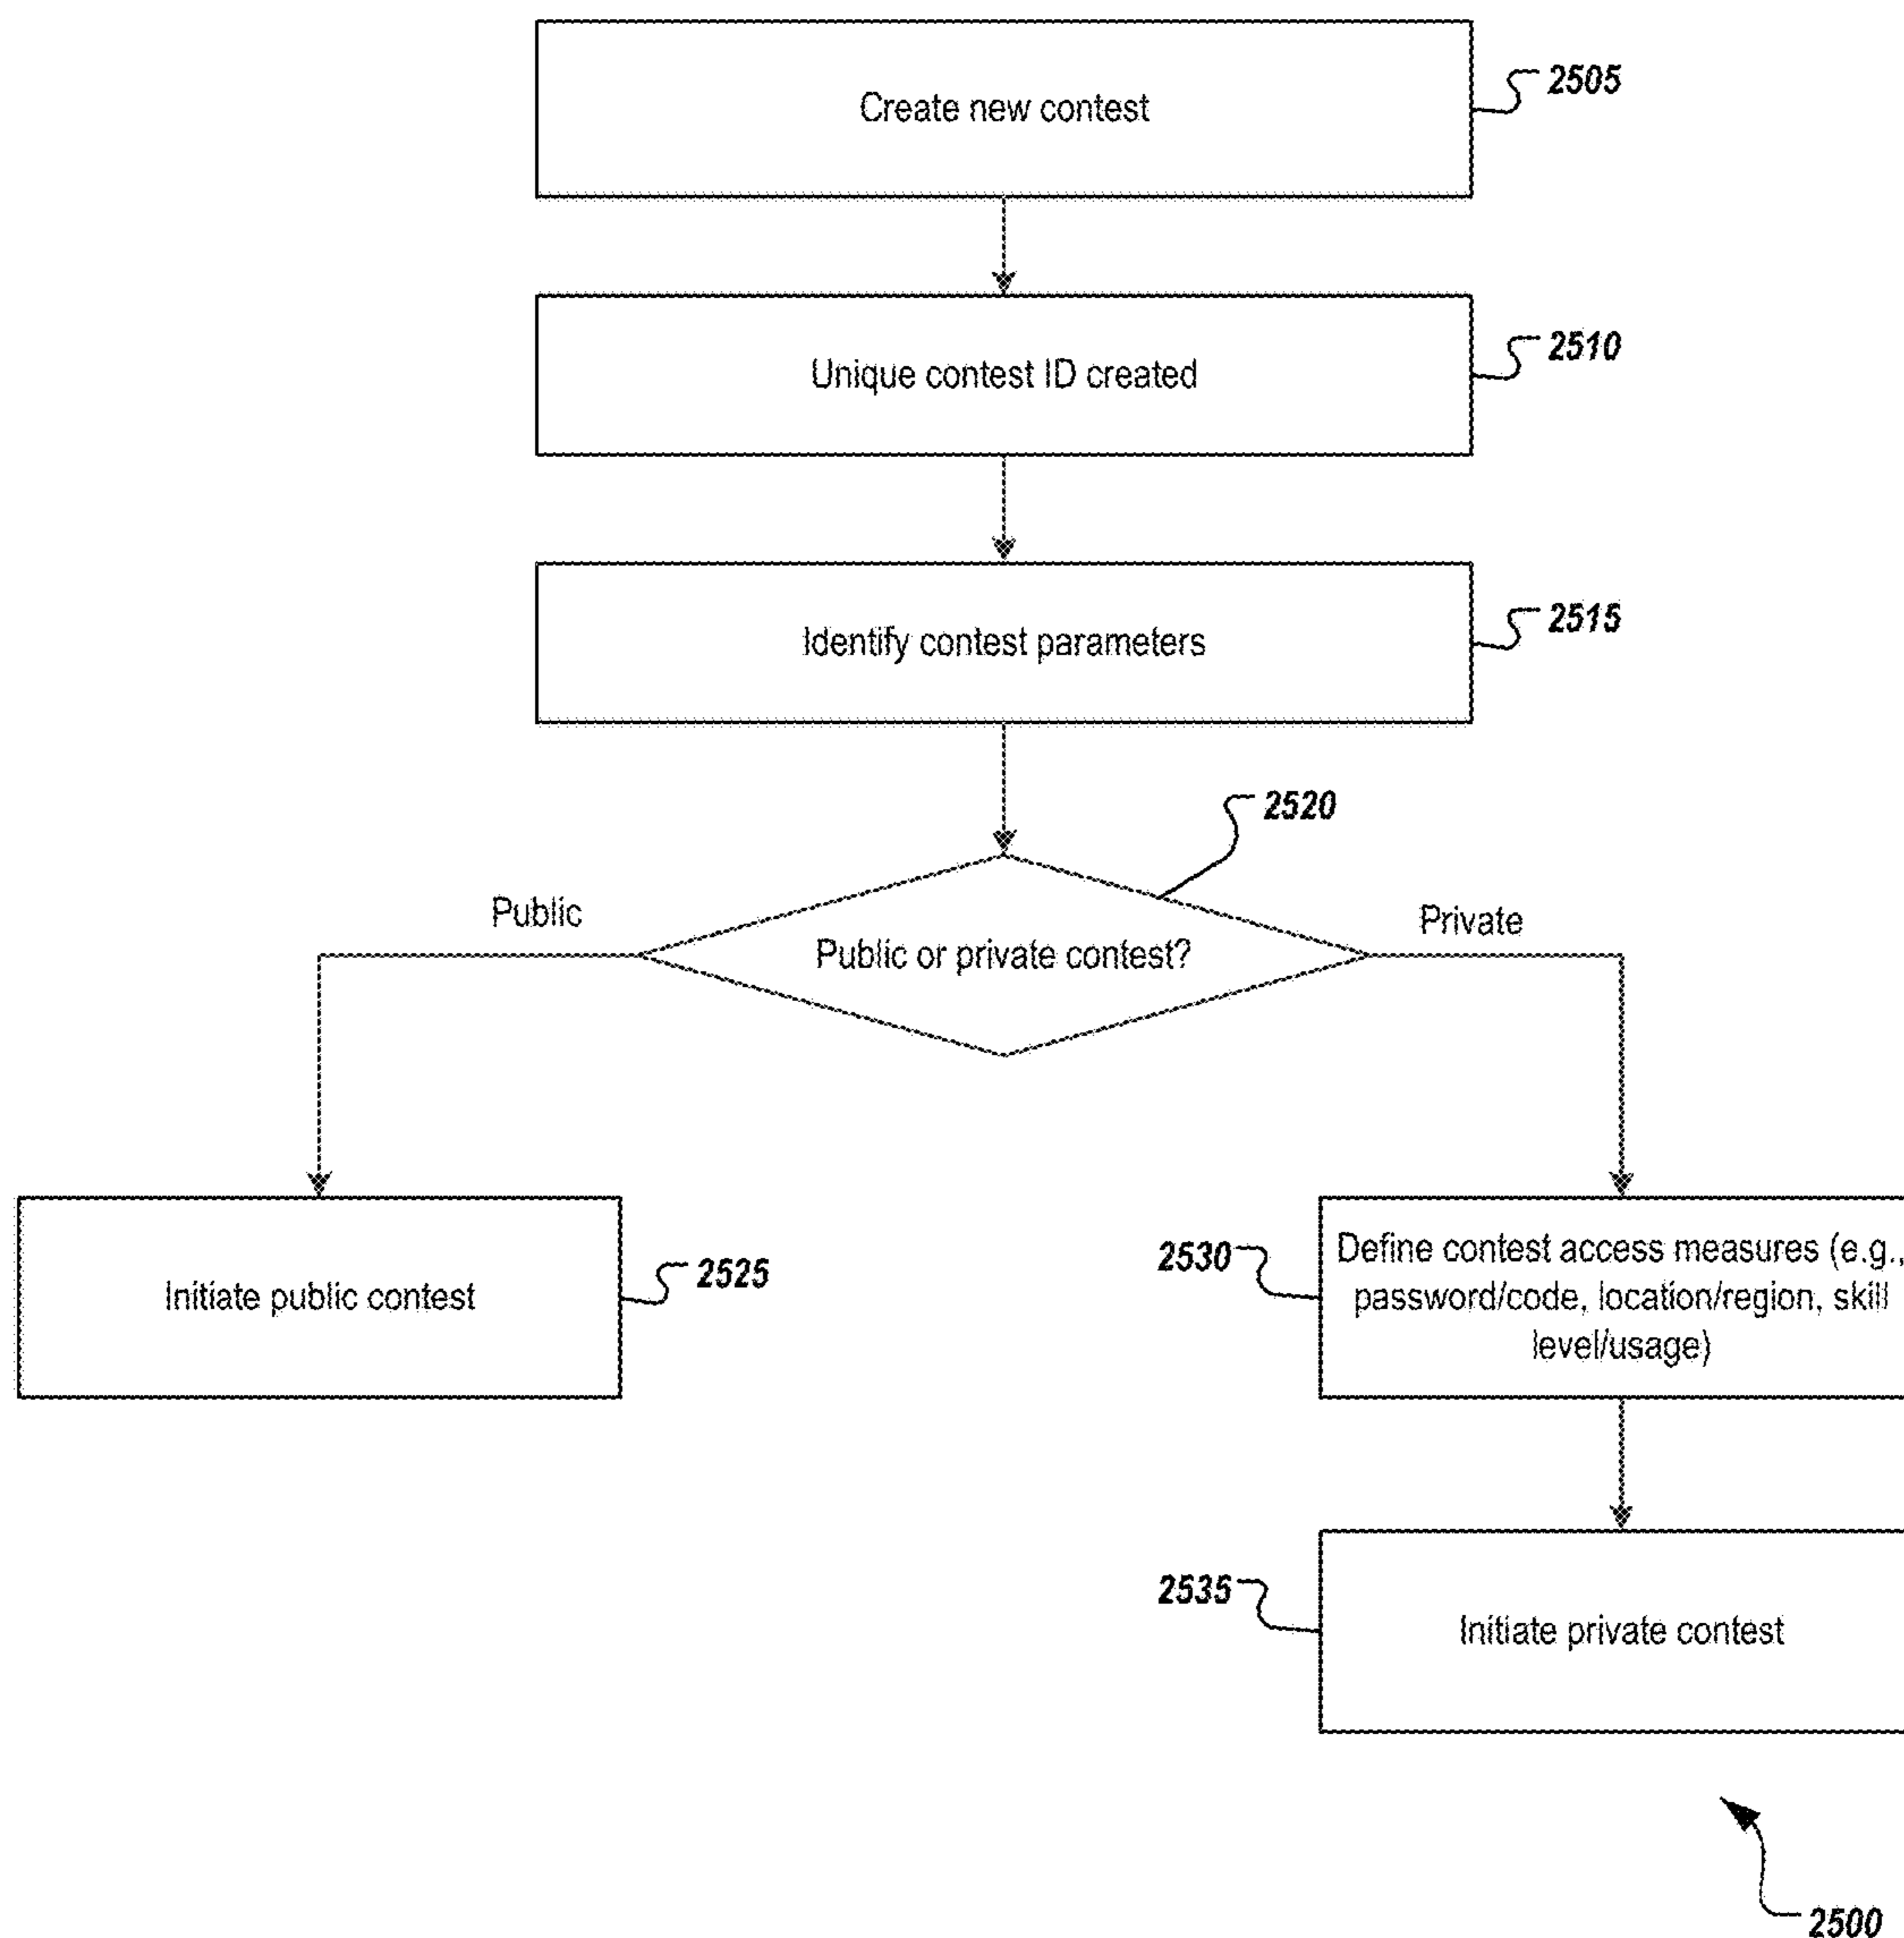 Create new contest
2505
Unique contest ID created
2510
Identify contest parameters
2515
2520
Public
Public or private contest?
Private
Initiate public contest
2525
2530
Define contest access measures (e.g.,
password/code, location/region, skill
level/usage)
2535
Initiate private contest
2500